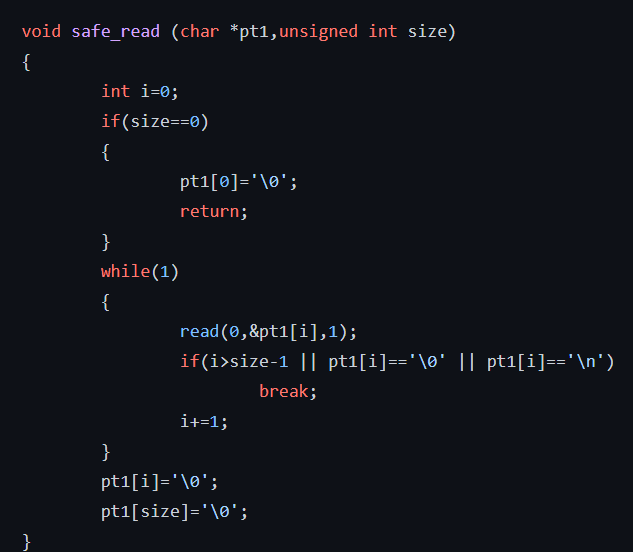 void safe_read (char *pt1,unsigned int size)
{
        int i=0;
        if(size==0)
        {
                pt1[0]='\0';
                return;
        }
        while(1)
        {
                read(0,&pt1[i],1);
                if(i>size-1 || pt1[i]=='\0' || pt1[i]=='\n')
                        break;
                i+=1;
        }
        pt1[i]='\0';
        pt1[size]='\0';
}